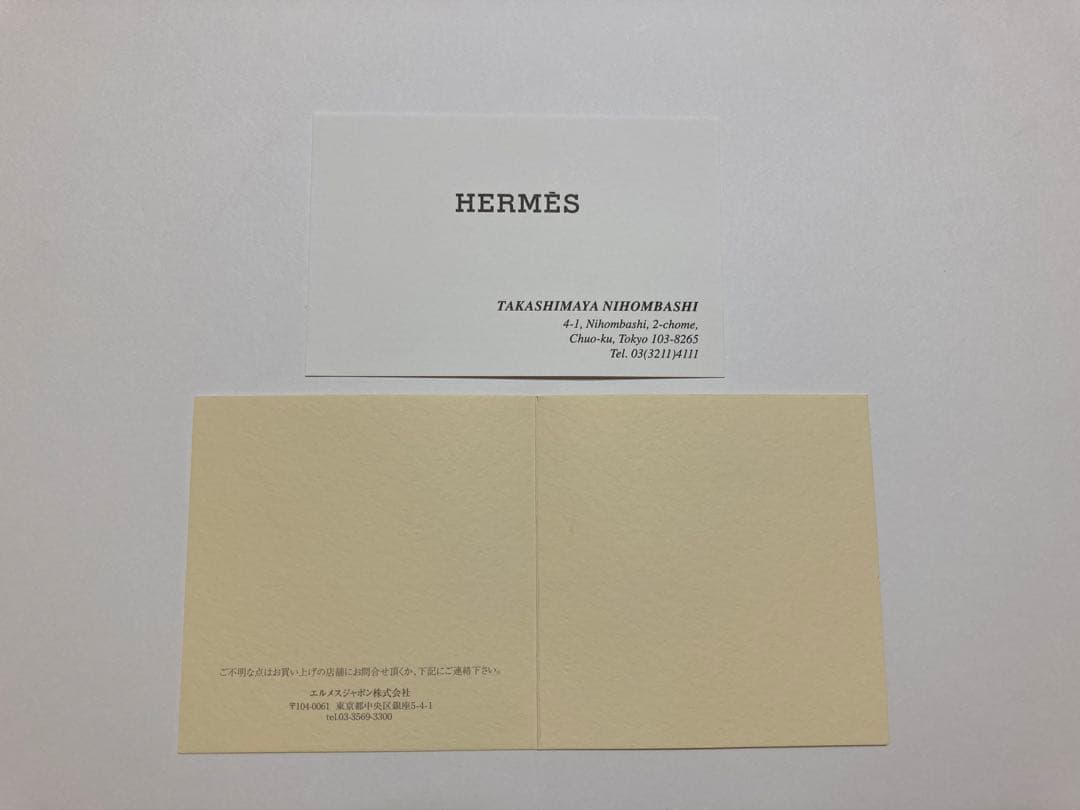 HERMÈS
TAKASHIMAYA NIHOMBASHI
4-1, Nihombashi, 2-chome,
Chuo-ku, Tokyo 103-8265
Tel. 03(3211)4111
ご不明な点はお買い上げの店舗にお問合せ頂くか、下記にご連絡下さい。
エルメスジャポン株式会社
〒104-0061 東京都中央区銀座5-4-1
tel.03-3569-3300